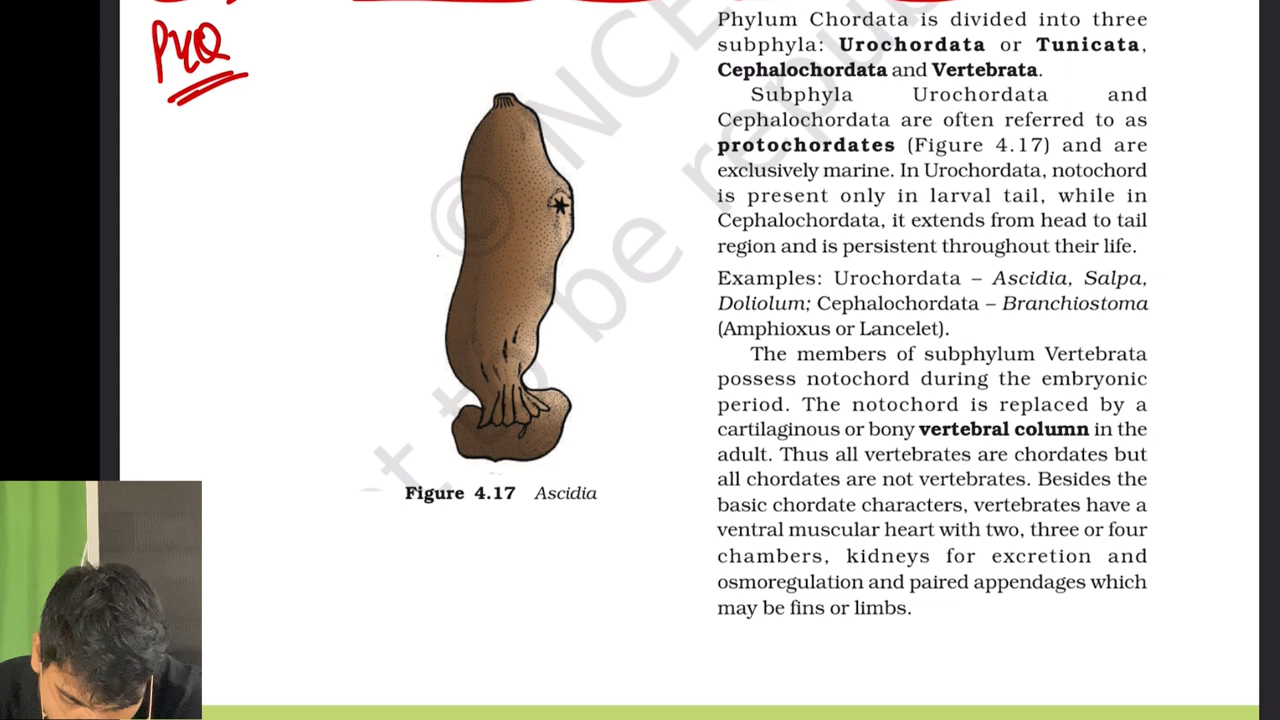 PYQ
Phylum Chordata is divided into three
subphyla: Urochordata or Tunicata,
Cephalochordata and Vertebrata.
Subphyla Urochordata and
Cephalochordata are often referred to as
protochordates (Figure 4.17) and are
exclusively marine. In Urochordata, notochord
is present only in larval tail, while in
Cephalochordata, it extends from head to tail
region and is persistent throughout their life.
Examples: Urochordata – Ascidia, Salpa,
Doliolum; Cephalochordata – Branchiostoma
(Amphioxus or Lancelet).
The members of subphylum Vertebrata
possess notochord during the embryonic
period. The notochord is replaced by a
cartilaginous or bony vertebral column in the
adult. Thus all vertebrates are chordates but
all chordates are not vertebrates. Besides the
basic chordate characters, vertebrates have a
ventral muscular heart with two, three or four
chambers, kidneys for excretion and
osmoregulation and paired appendages which
may be fins or limbs.
Figure 4.17 Ascidia
© NCE
t to be repu